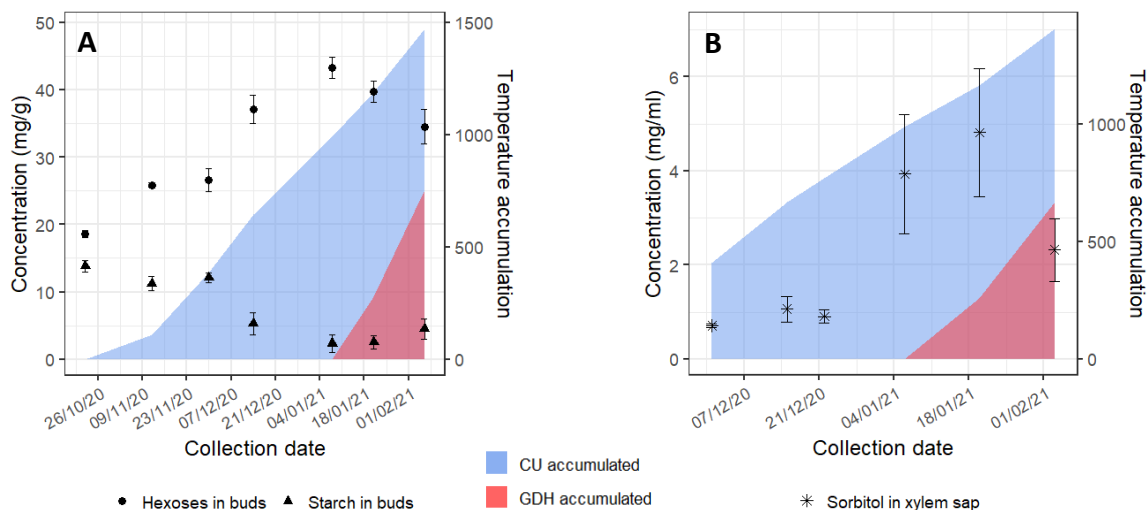 A
Concentration (mg/g)
50
40
30
20
10
0
1500
1000
500
0
Temperature accumulation
26/10/20
09/11/20
23/11/20
07/12/20
21/12/20
04/01/21
18/01/21
01/02/21
Collection date
B
Concentration (mg/ml)
6
4
2
0
1000
500
0
Temperature accumulation
07/12/20
21/12/20
04/01/21
18/01/21
01/02/21
Collection date
CU accumulated
GDH accumulated
Hexoses in buds
Starch in buds
Sorbitol in xylem sap